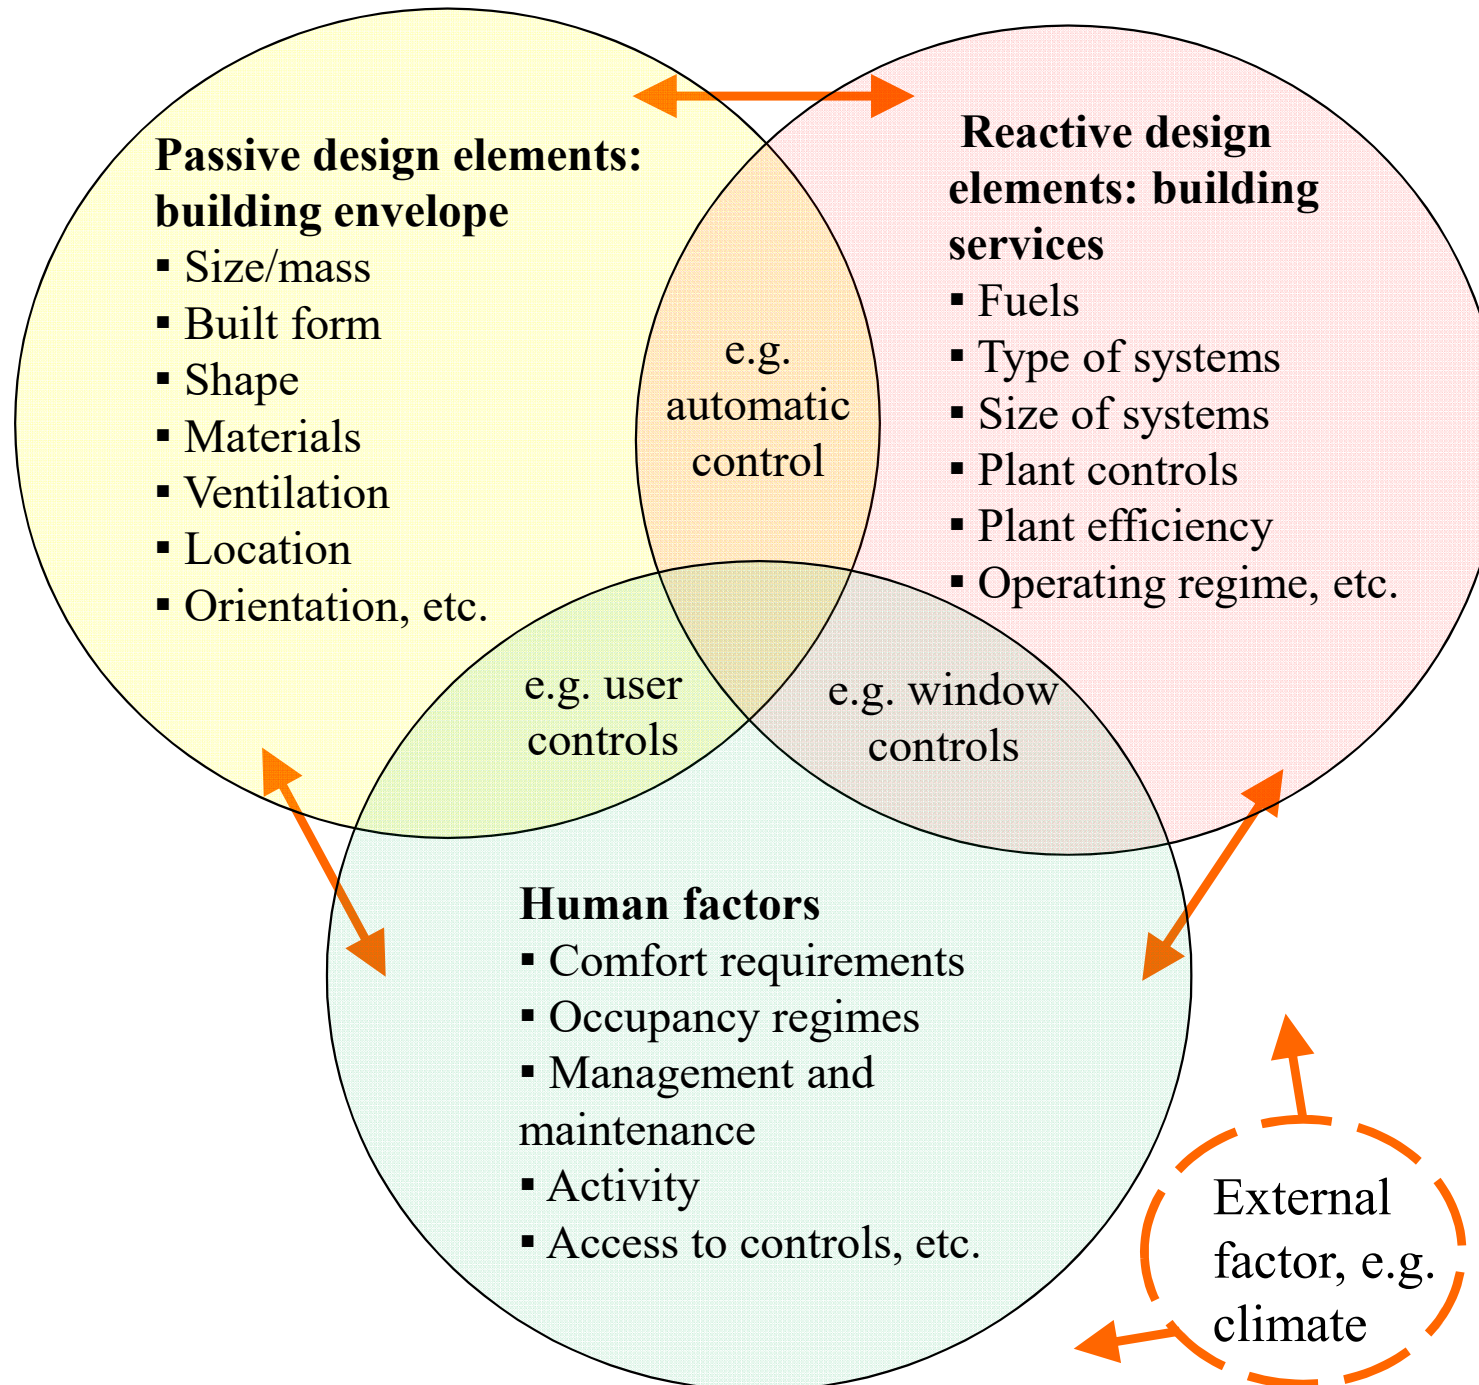 Passive design elements:
building envelope
▪ Size/mass
▪ Built form
▪ Shape
▪ Materials
▪ Ventilation
▪ Location
▪ Orientation, etc.
Reactive design
elements: building
services
▪ Fuels
▪ Type of systems
▪ Size of systems
▪ Plant controls
▪ Plant efficiency
▪ Operating regime, etc.
e.g.
automatic
control
e.g. user
controls
e.g. window
controls
Human factors
▪ Comfort requirements
▪ Occupancy regimes
▪ Management and
maintenance
▪ Activity
▪ Access to controls, etc.
External
factor, e.g.
climate